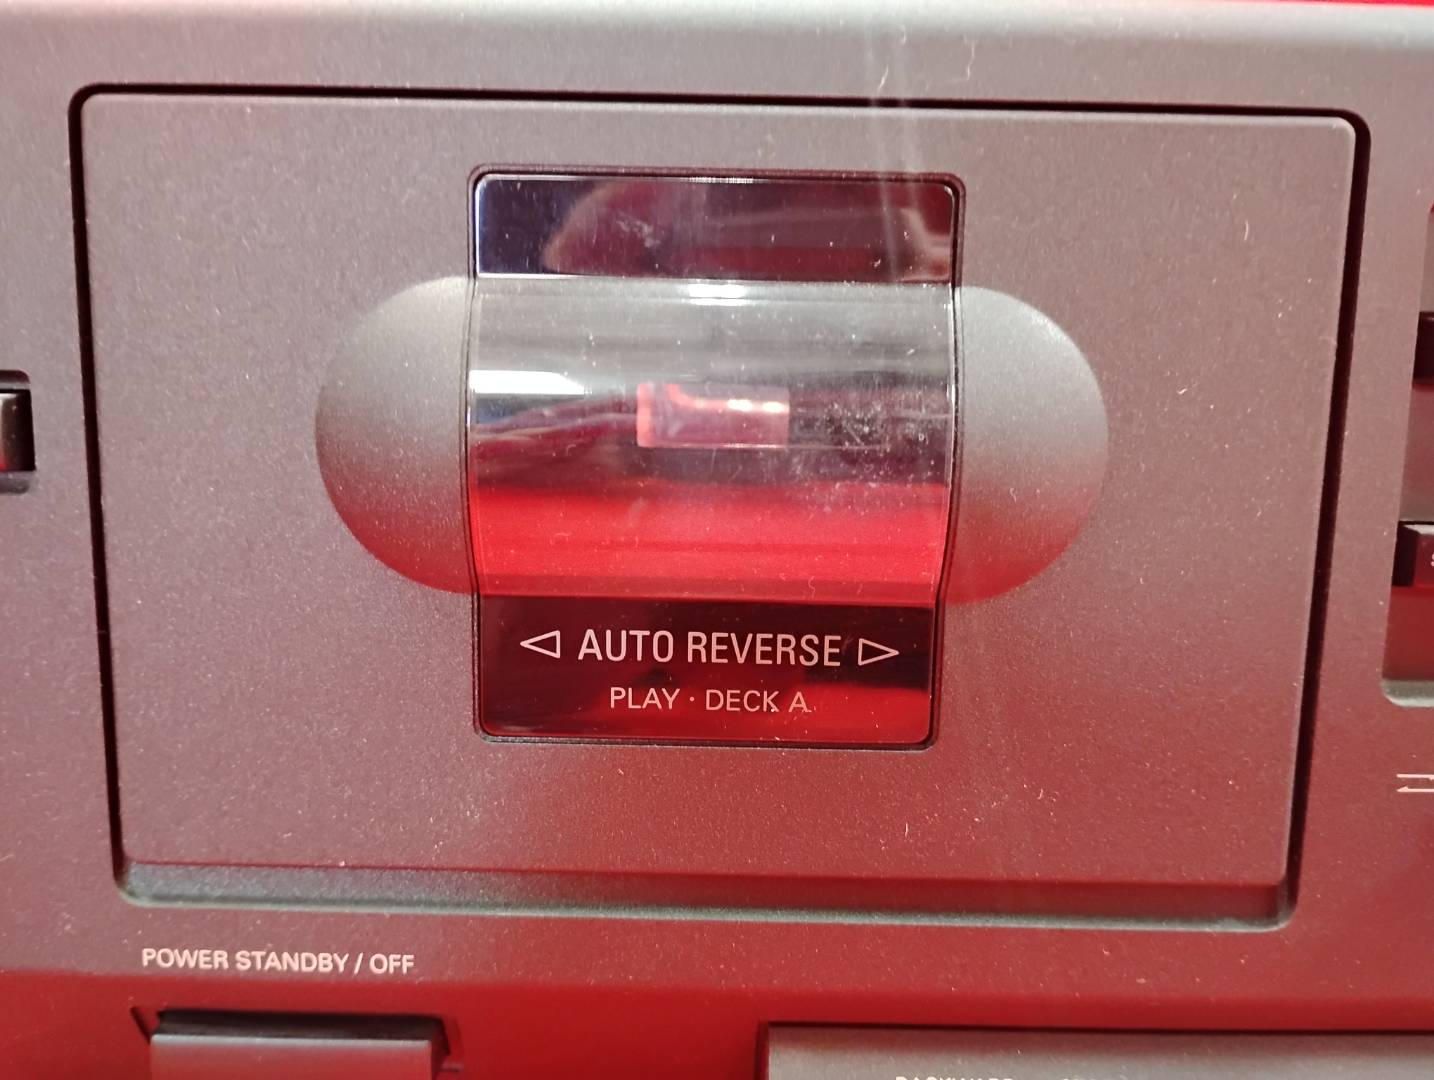 ◁ AUTO REVERSE ▷
PLAY · DECK A
POWER STANDBY / OFF